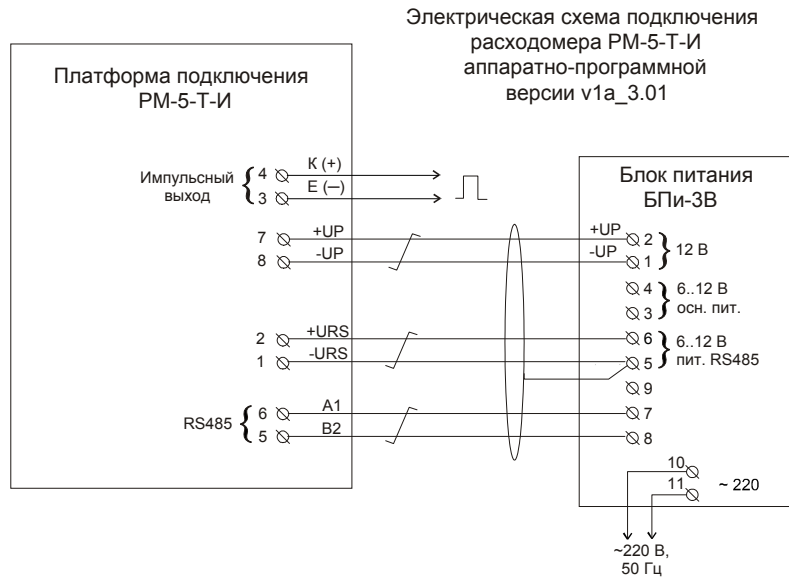 Электрическая схема подключения
расходомера РМ-5-Т-И
аппаратно-программной
версии v1a_3.01
Платформа подключения
РМ-5-Т-И
Импульсный
выход
4
К (+)
3
Е (–)
7
+UP
8
-UP
2
+URS
1
-URS
RS485
6
А1
5
В2
Блок питания
БПи-3В
+UP
2
-UP
1
12 В
4
3
6..12 В
осн. пит.
6
5
6..12 В
пит. RS485
9
7
8
10
11
~ 220
~220 В,
50 Гц